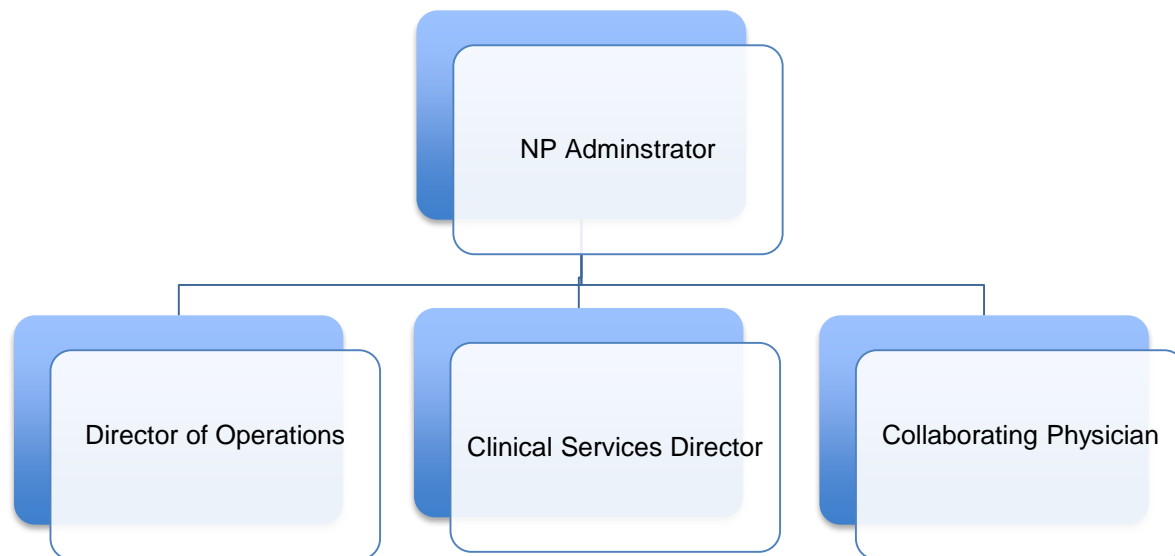 NP Adminstrator
Director of Operations
Clinical Services Director
Collaborating Physician